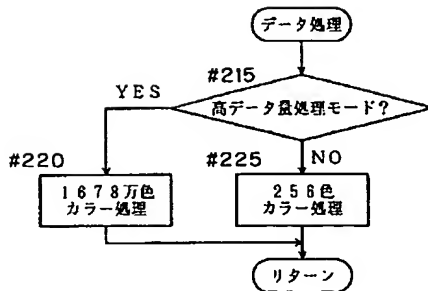 データ処理
#215
YES
高データ量処理モード?
#220
#225
NO
1678万色
カラー処理
256色
カラー処理
リターン